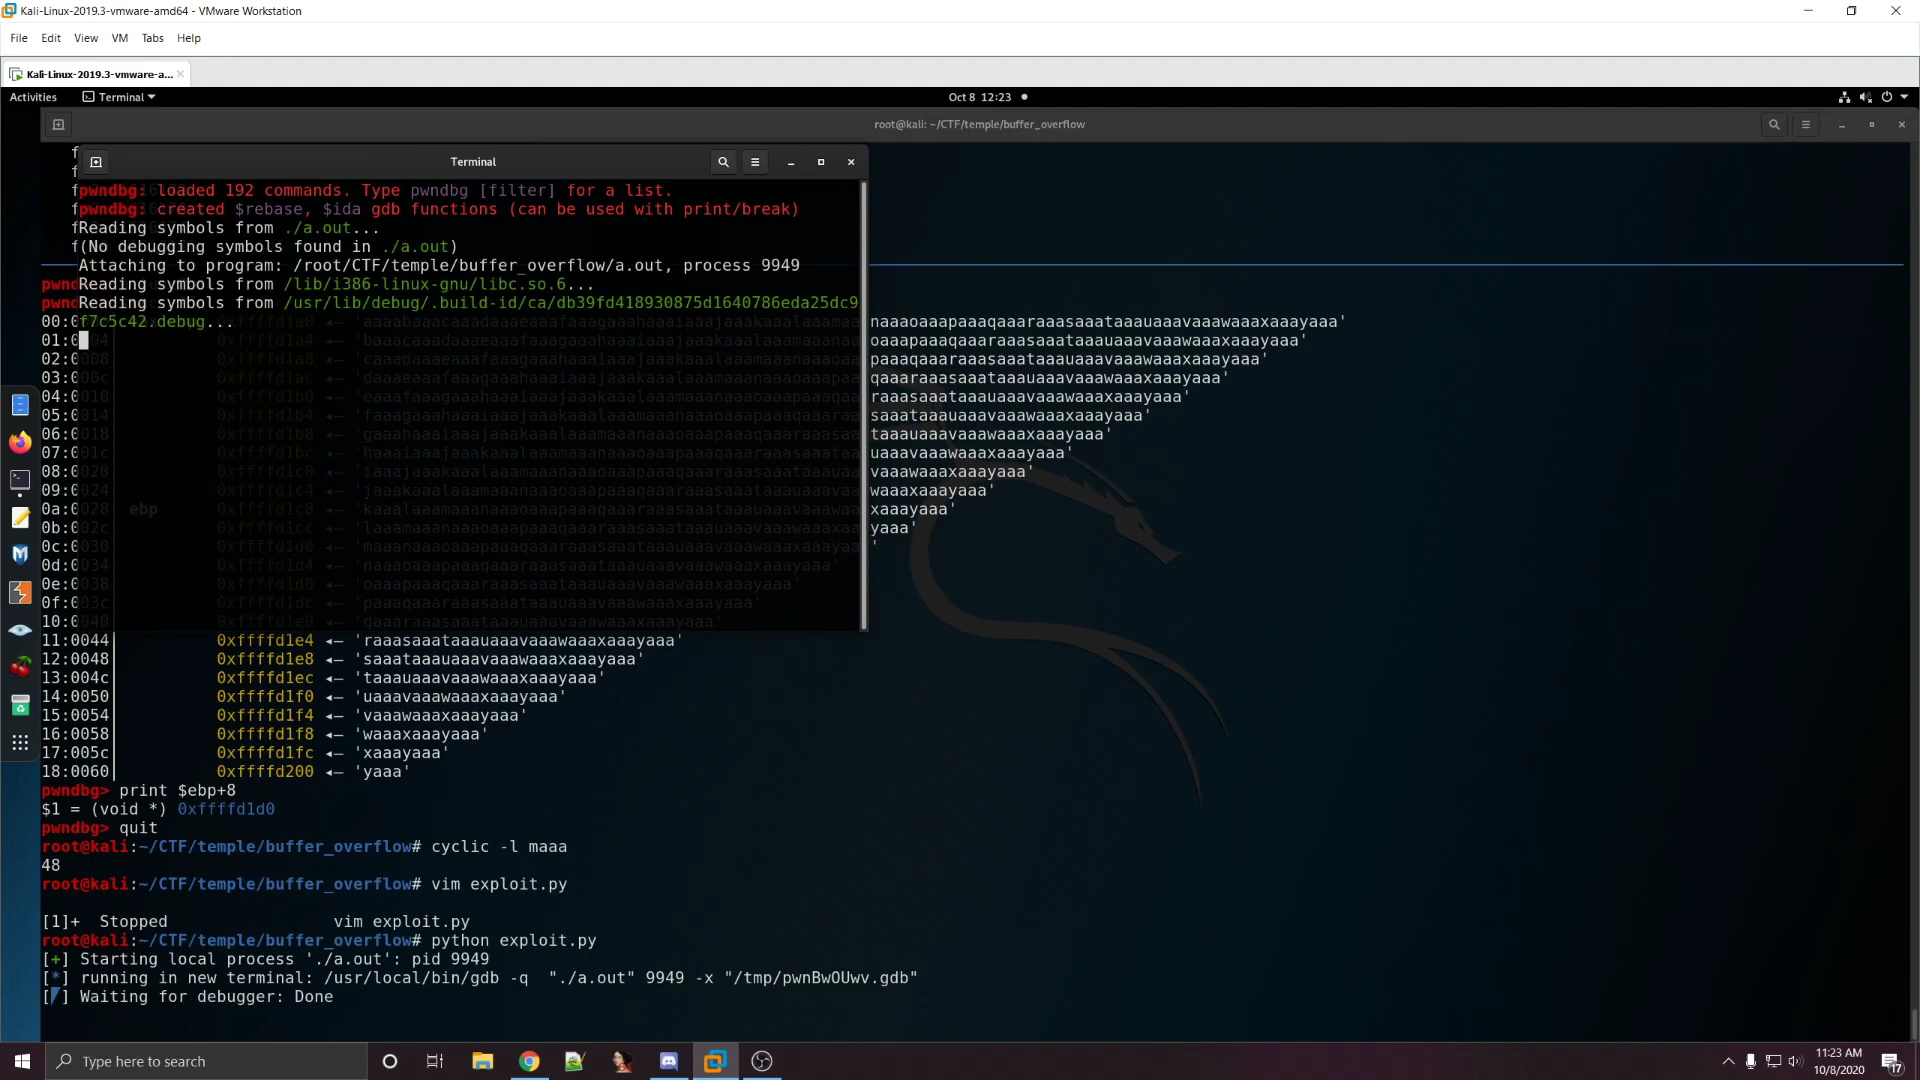 Kali-Linux-2019.3-vmware-amd64 - VMware Workstation
File Edit View VM Tabs Help
Kali-Linux-2019.3-vmware-a...
Activities Terminal Oct 8 12:23
root@kali: ~/CTF/temple/buffer_overflow
Terminal
pwndbg: loaded 192 commands. Type pwndbg [filter] for a list.
pwndbg: created $rebase, $ida gdb functions (can be used with print/break)
Reading symbols from ./a.out...
(No debugging symbols found in ./a.out)
Attaching to program: /root/CTF/temple/buffer_overflow/a.out, process 9949
Reading symbols from /lib/i386-linux-gnu/libc.so.6...
Reading symbols from /usr/lib/debug/.build-id/ca/db39fd418930875d1640786eda25dc9
f7c5c42.debug...
naaaoaaapaaaqaaaraaasaaataaauaaavaaawaaaxaaayaaa'
oaaapaaaqaaaraaasaaataaauaaavaaawaaaxaaayaaa'
paaaqaaaraaasaaataaauaaavaaawaaaxaaayaaa'
qaaaraaasaaataaauaaavaaawaaaxaaayaaa'
raaasaaataaauaaavaaawaaaxaaayaaa'
saaataaauaaavaaawaaaxaaayaaa'
taaauaaavaaawaaaxaaayaaa'
uaaavaaawaaaxaaayaaa'
vaaawaaaxaaayaaa'
waaaxaaayaaa'
ebp xaaayaaa'
yaaa'
11:0044 0xffffd1e4 ◂— 'raaasaaataaauaaavaaawaaaxaaayaaa'
12:0048 0xffffd1e8 ◂— 'saaataaauaaavaaawaaaxaaayaaa'
13:004c 0xffffd1ec ◂— 'taaauaaavaaawaaaxaaayaaa'
14:0050 0xffffd1f0 ◂— 'uaaavaaawaaaxaaayaaa'
15:0054 0xffffd1f4 ◂— 'vaaawaaaxaaayaaa'
16:0058 0xffffd1f8 ◂— 'waaaxaaayaaa'
17:005c 0xffffd1fc ◂— 'xaaayaaa'
18:0060 0xffffd200 ◂— 'yaaa'
pwndbg> print $ebp+8
$1 = (void *) 0xffffd1d0
pwndbg> quit
root@kali:~/CTF/temple/buffer_overflow# cyclic -l maaa
48
root@kali:~/CTF/temple/buffer_overflow# vim exploit.py
[1]+ Stopped vim exploit.py
root@kali:~/CTF/temple/buffer_overflow# python exploit.py
[+] Starting local process './a.out': pid 9949
[*] running in new terminal: /usr/local/bin/gdb -q "./a.out" 9949 -x "/tmp/pwnBwOUwv.gdb"
[/] Waiting for debugger: Done
Type here to search
11:23 AM
10/8/2020
17